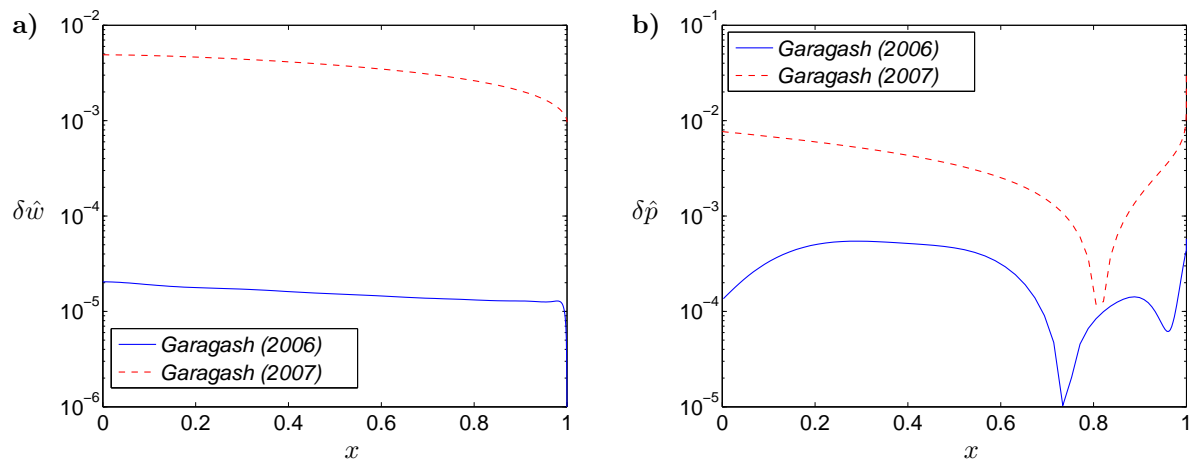 a)
10^-2
10^-3
10^-4
10^-5
10^-6
δŵ
Garagash (2006)
Garagash (2007)
0 0.2 0.4 0.6 0.8 1
x
b)
10^-1
10^-2
10^-3
10^-4
10^-5
δp̂
Garagash (2006)
Garagash (2007)
0 0.2 0.4 0.6 0.8 1
x